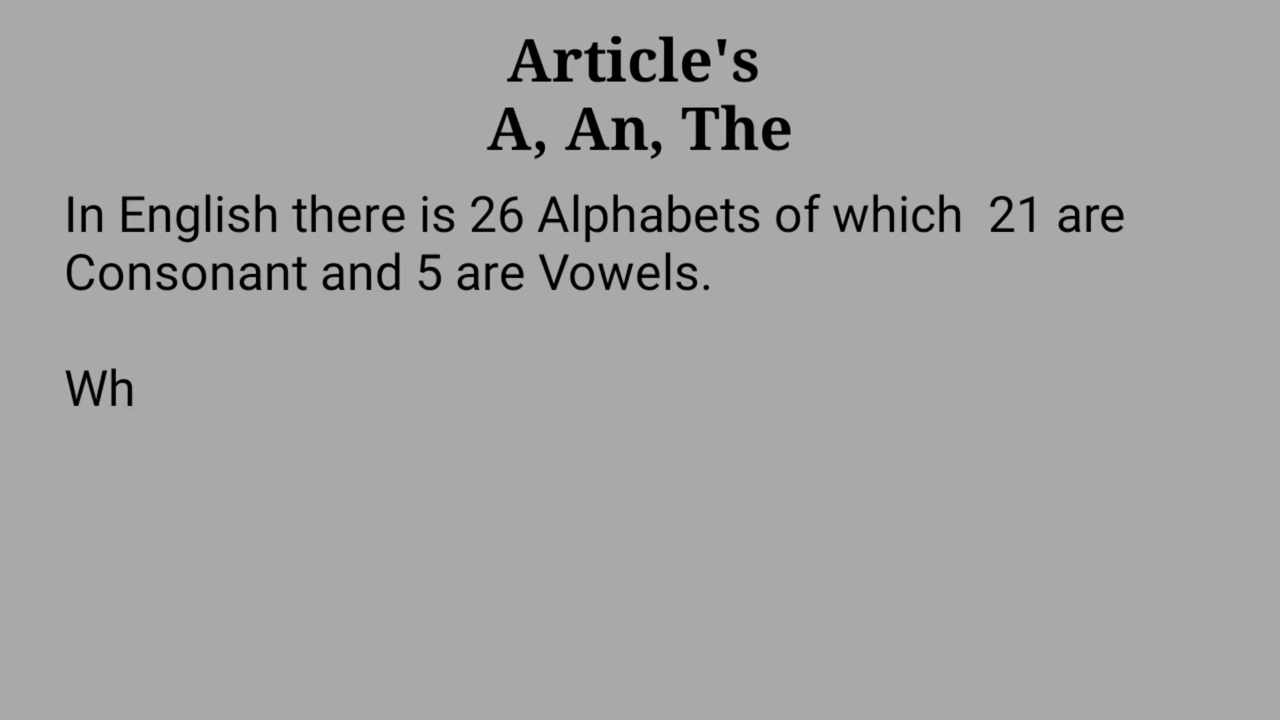 Article's
A, An, The
In English there is 26 Alphabets of which  21 are
Consonant and 5 are Vowels.
Wh